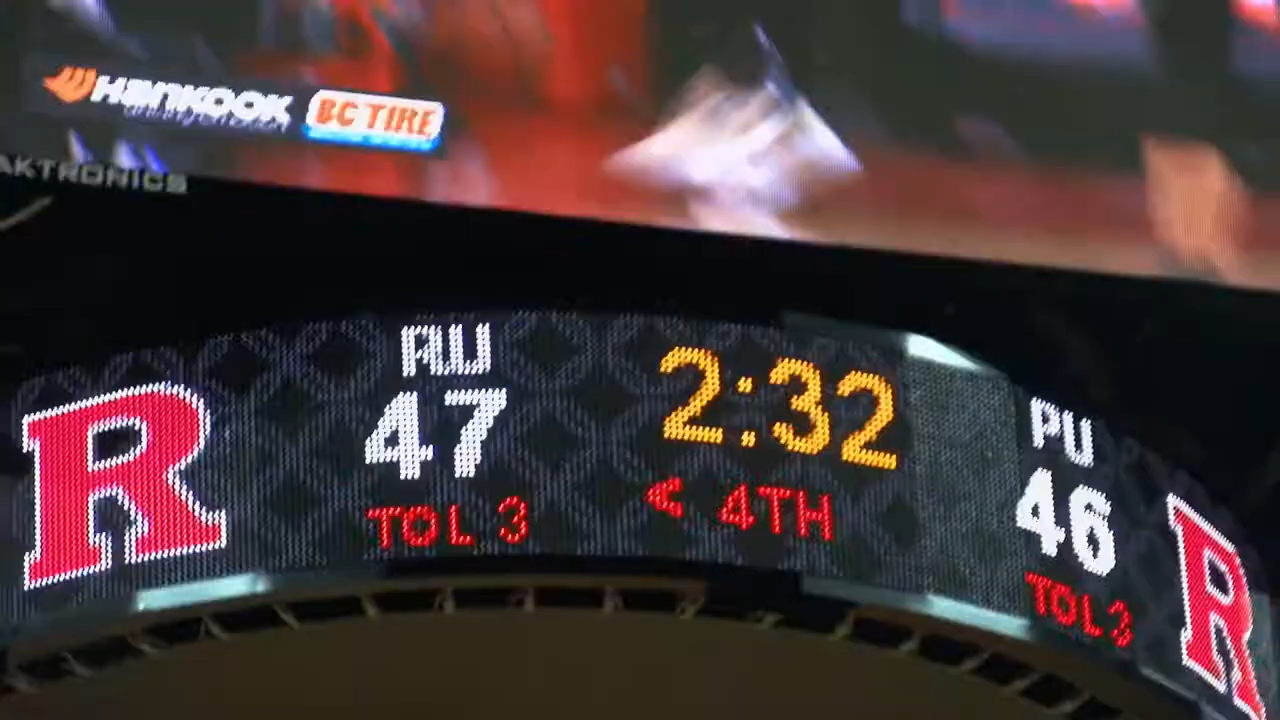 Hankook
BC TIRE
AKTRONICS
R
RU
47
TOL 3
2:32
< 4TH
PU
46
TOL 3
R